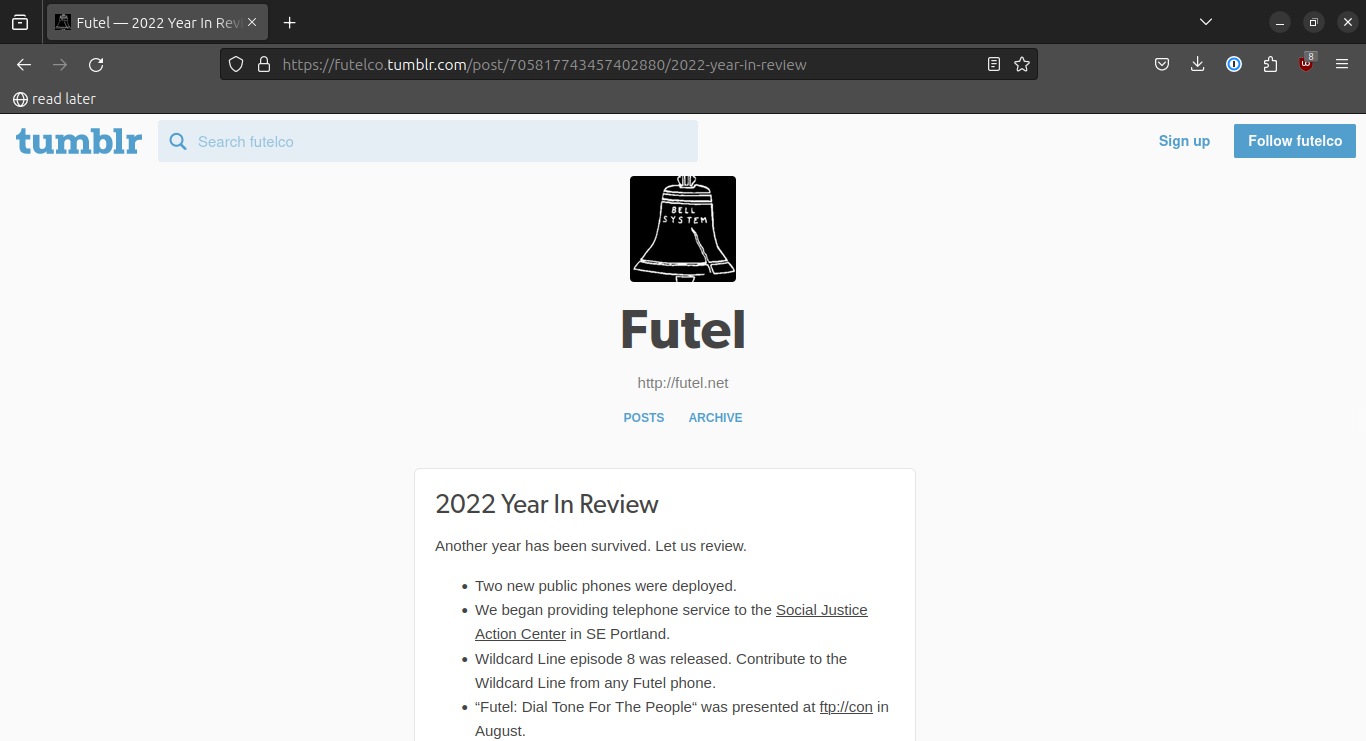 Futel — 2022 Year In Revi
https://futelco.tumblr.com/post/705817743457402880/2022-year-in-review
8
read later
tumblr
Search futelco
Sign up
Follow futelco
BELL
SYSTEM
Futel
http://futel.net
POSTS ARCHIVE
2022 Year In Review
Another year has been survived. Let us review.
• Two new public phones were deployed.
• We began providing telephone service to the Social Justice
Action Center in SE Portland.
• Wildcard Line episode 8 was released. Contribute to the
Wildcard Line from any Futel phone.
• “Futel: Dial Tone For The People“ was presented at ftp://con in
August.